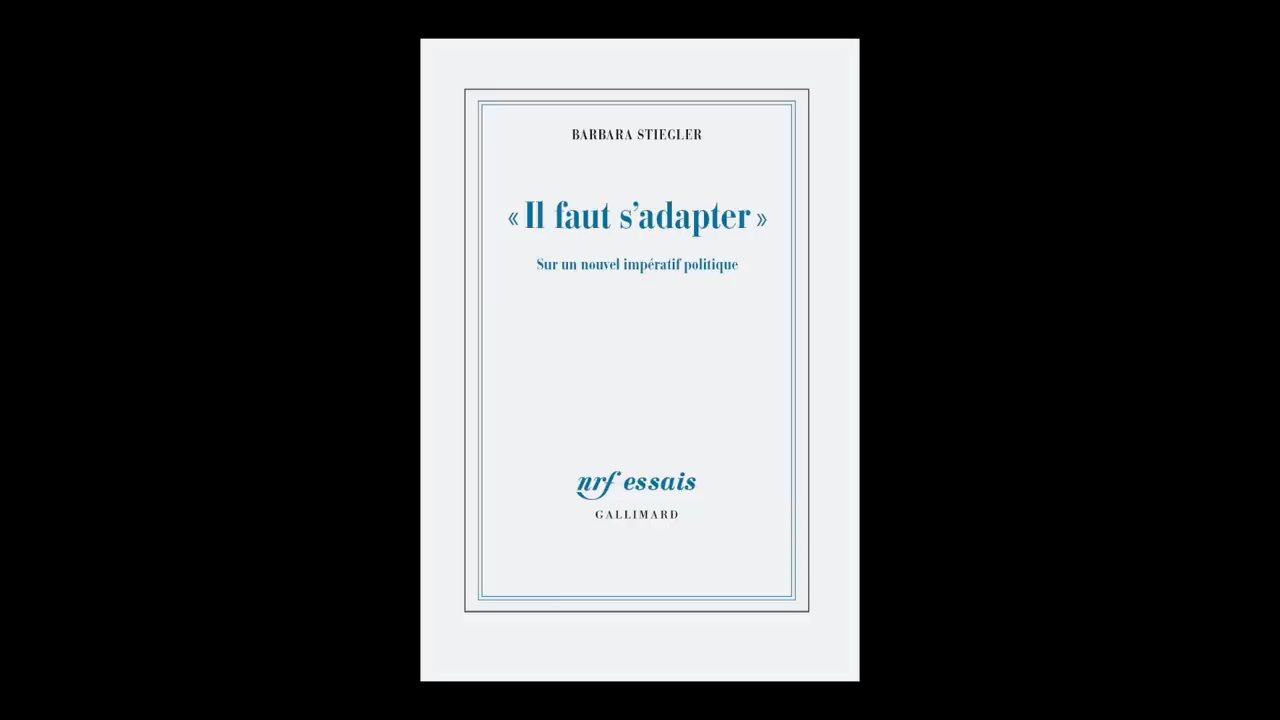 BARBARA STIEGLER
« Il faut s’adapter »
Sur un nouvel impératif politique
nrf essais
GALLIMARD